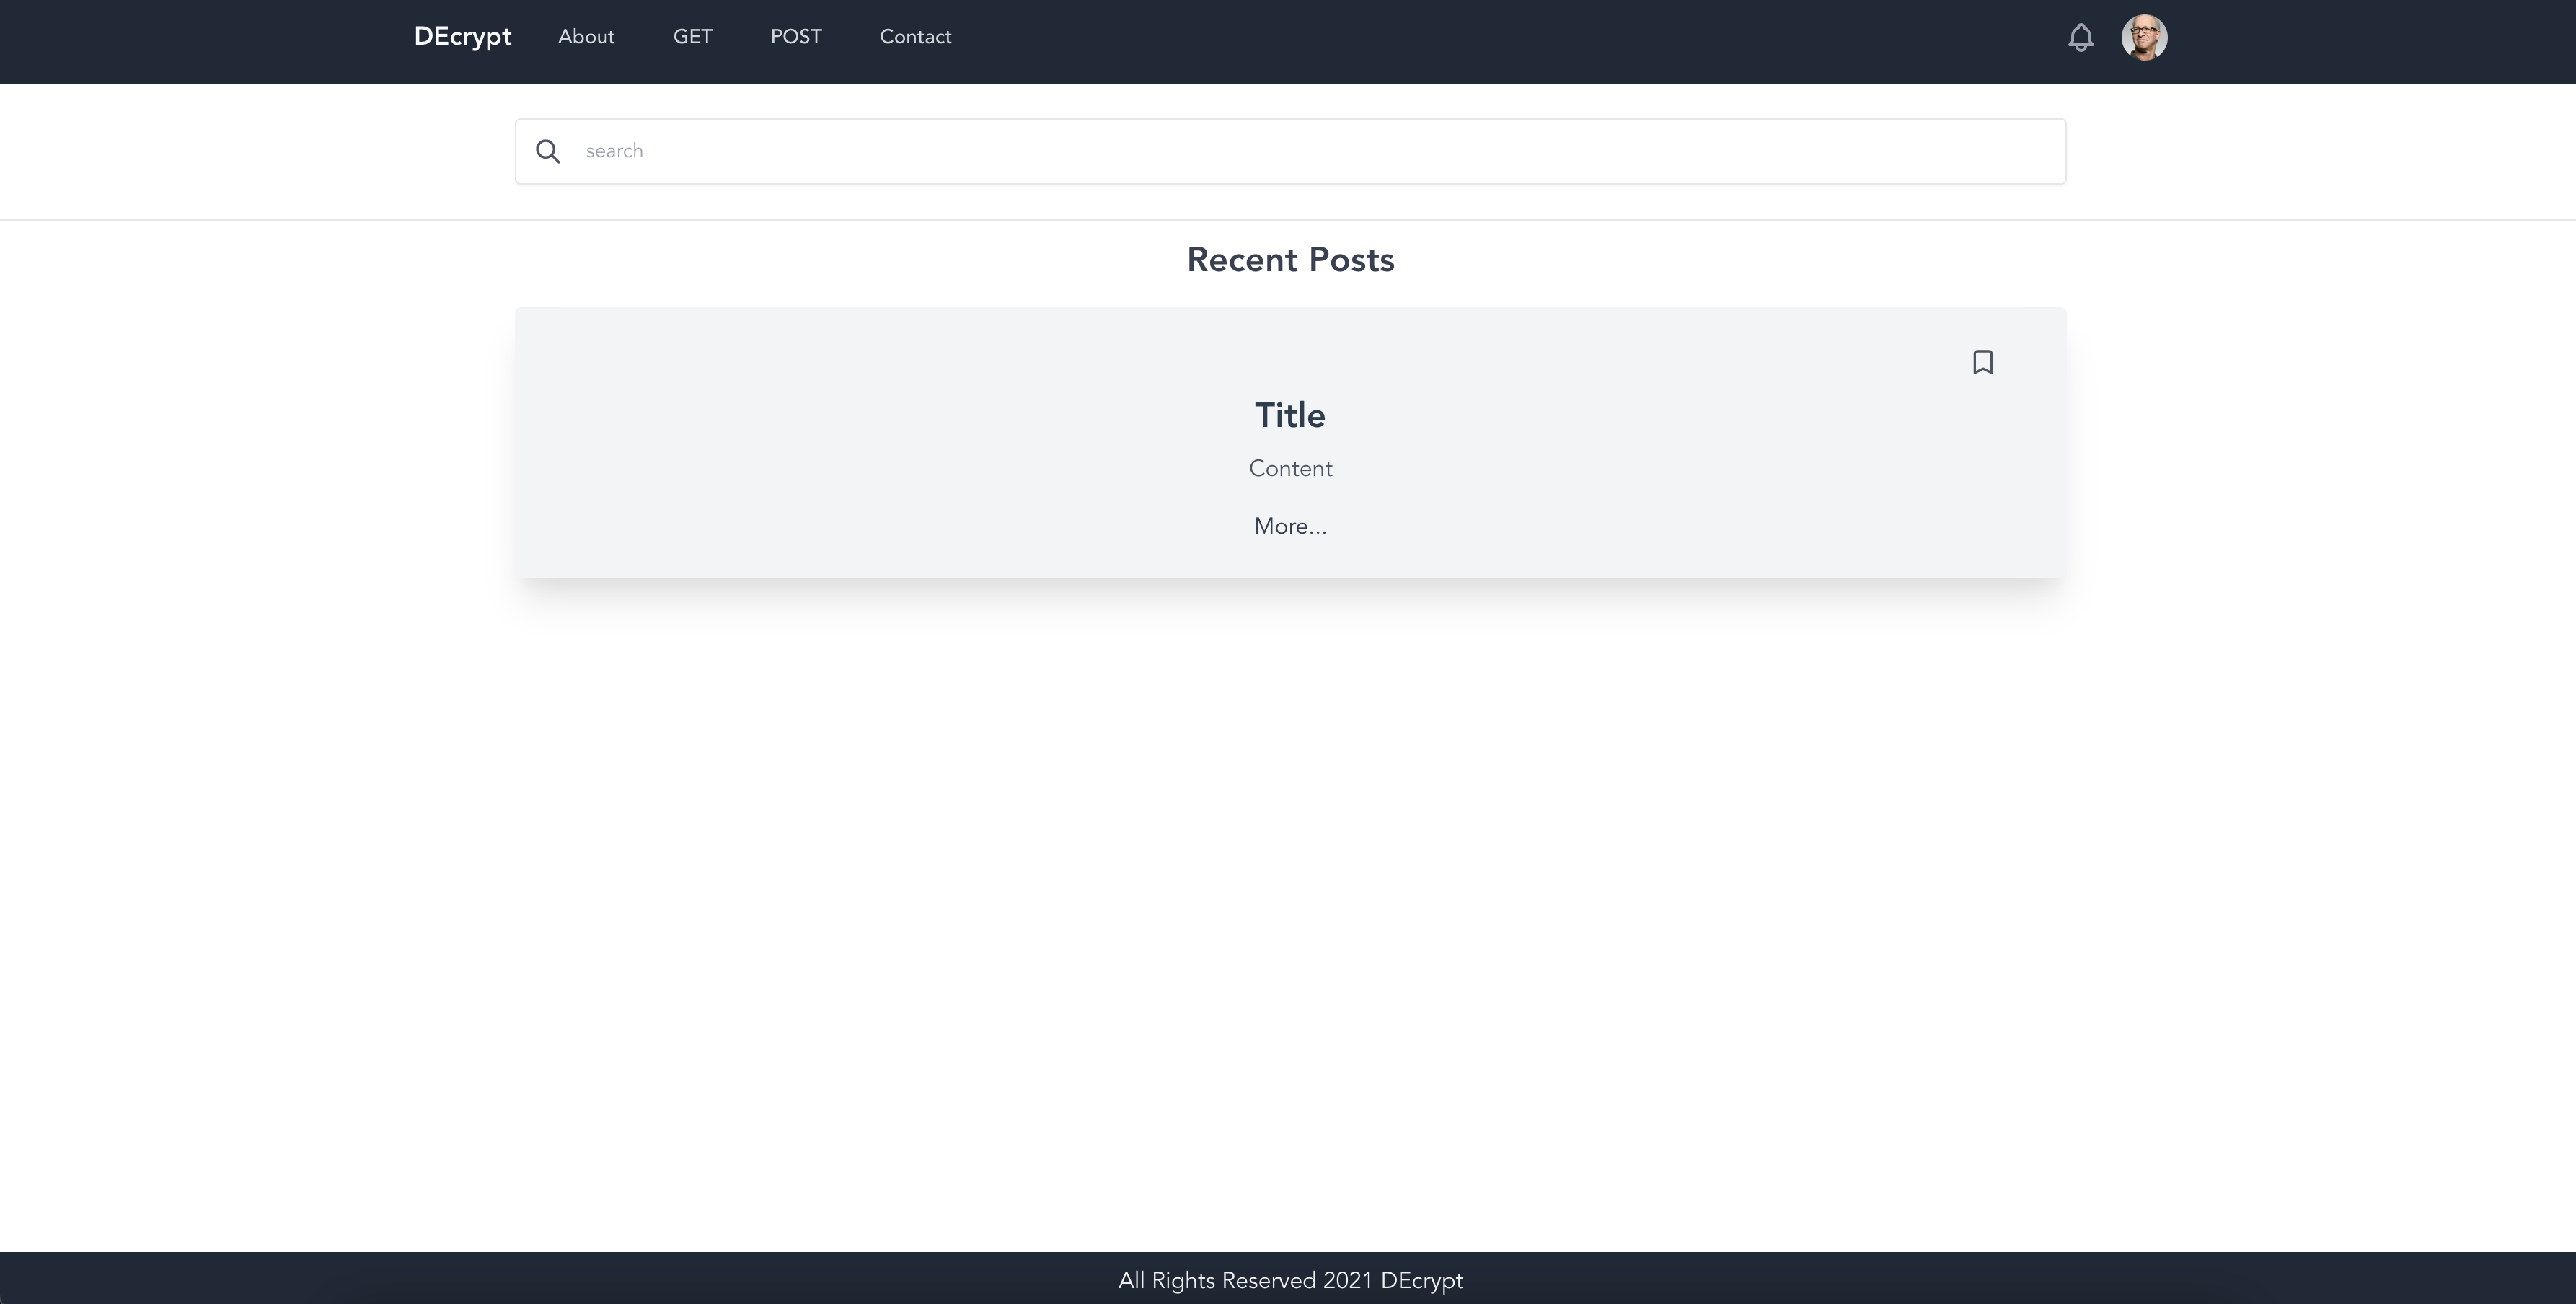 DEcrypt About GET POST Contact
search
Recent Posts
Title
Content
More...
All Rights Reserved 2021 DEcrypt